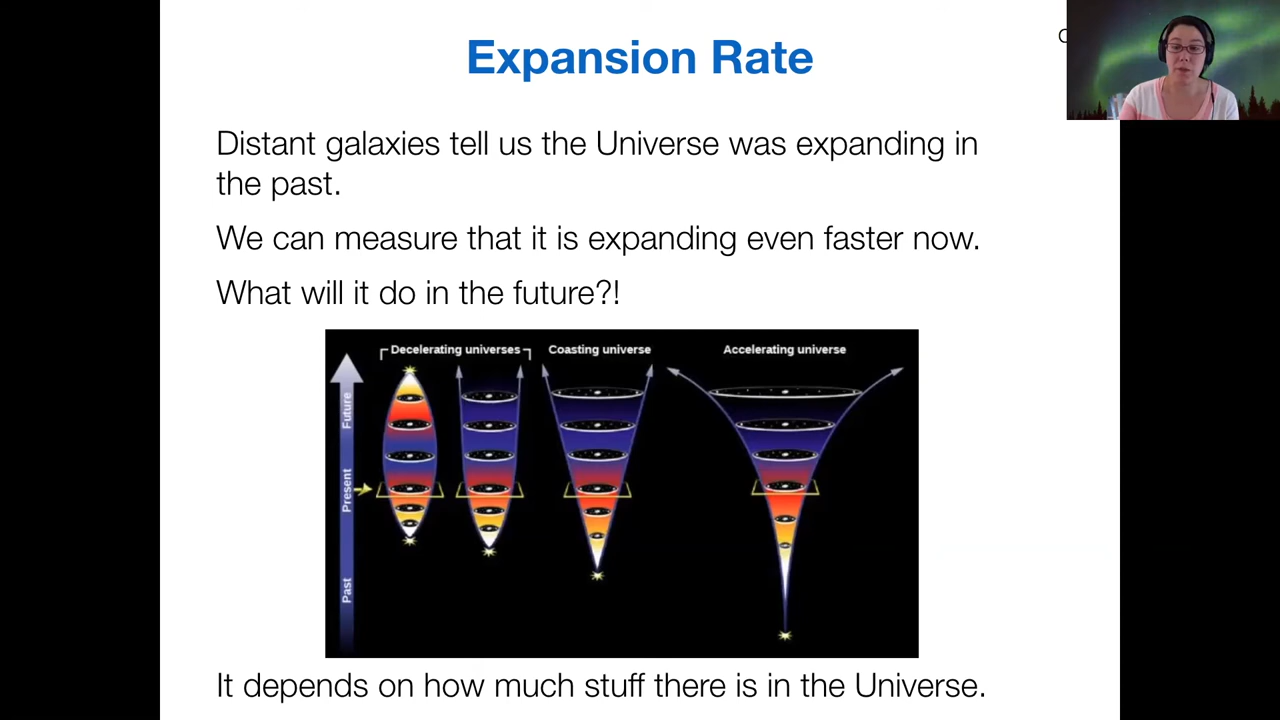 Expansion Rate
Distant galaxies tell us the Universe was expanding in
the past.
We can measure that it is expanding even faster now.
What will it do in the future?!
Decelerating universes
Coasting universe
Accelerating universe
Future
Present
Past
It depends on how much stuff there is in the Universe.